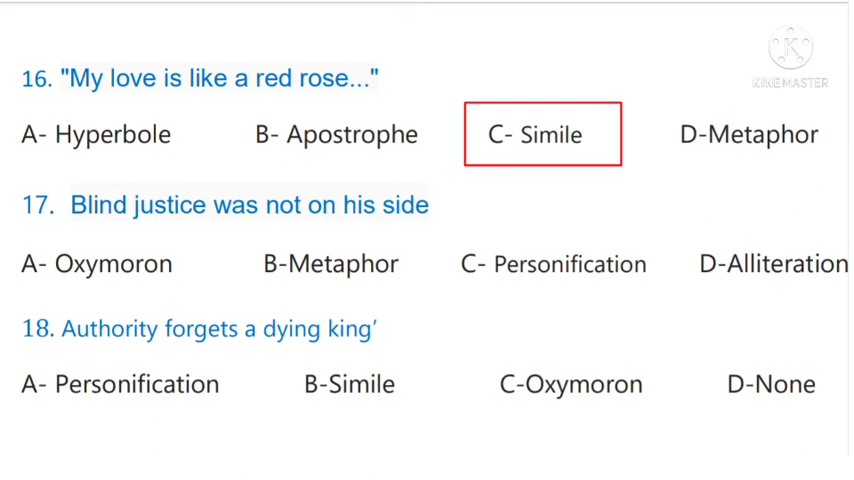 KINEMASTER
16. "My love is like a red rose..."
A- Hyperbole B- Apostrophe C- Simile D-Metaphor
17. Blind justice was not on his side
A- Oxymoron B-Metaphor C- Personification D-Alliteration
18. Authority forgets a dying king’
A- Personification B-Simile C-Oxymoron D-None